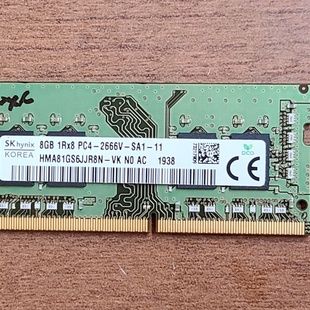 SK hynix
KOREA
8GB 1Rx8 PC4-2666V-SA1-11
HMA81GS6JJR8N-VK N0 AC 1938